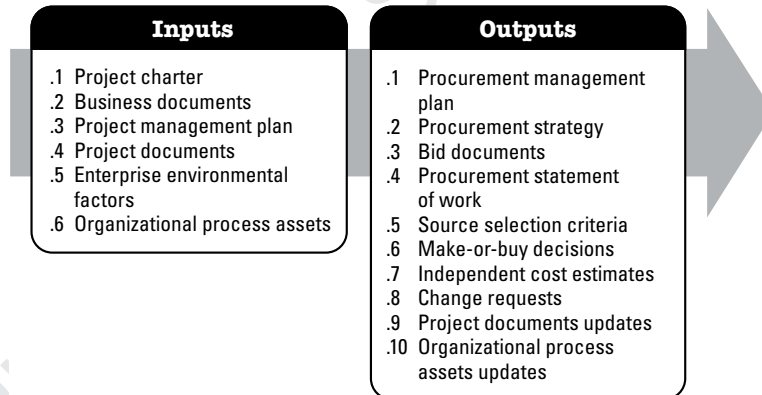 Inputs
.1 Project charter
.2 Business documents
.3 Project management plan
.4 Project documents
.5 Enterprise environmental
factors
.6 Organizational process assets
Outputs
.1 Procurement management
plan
.2 Procurement strategy
.3 Bid documents
.4 Procurement statement
of work
.5 Source selection criteria
.6 Make-or-buy decisions
.7 Independent cost estimates
.8 Change requests
.9 Project documents updates
.10 Organizational process
assets updates